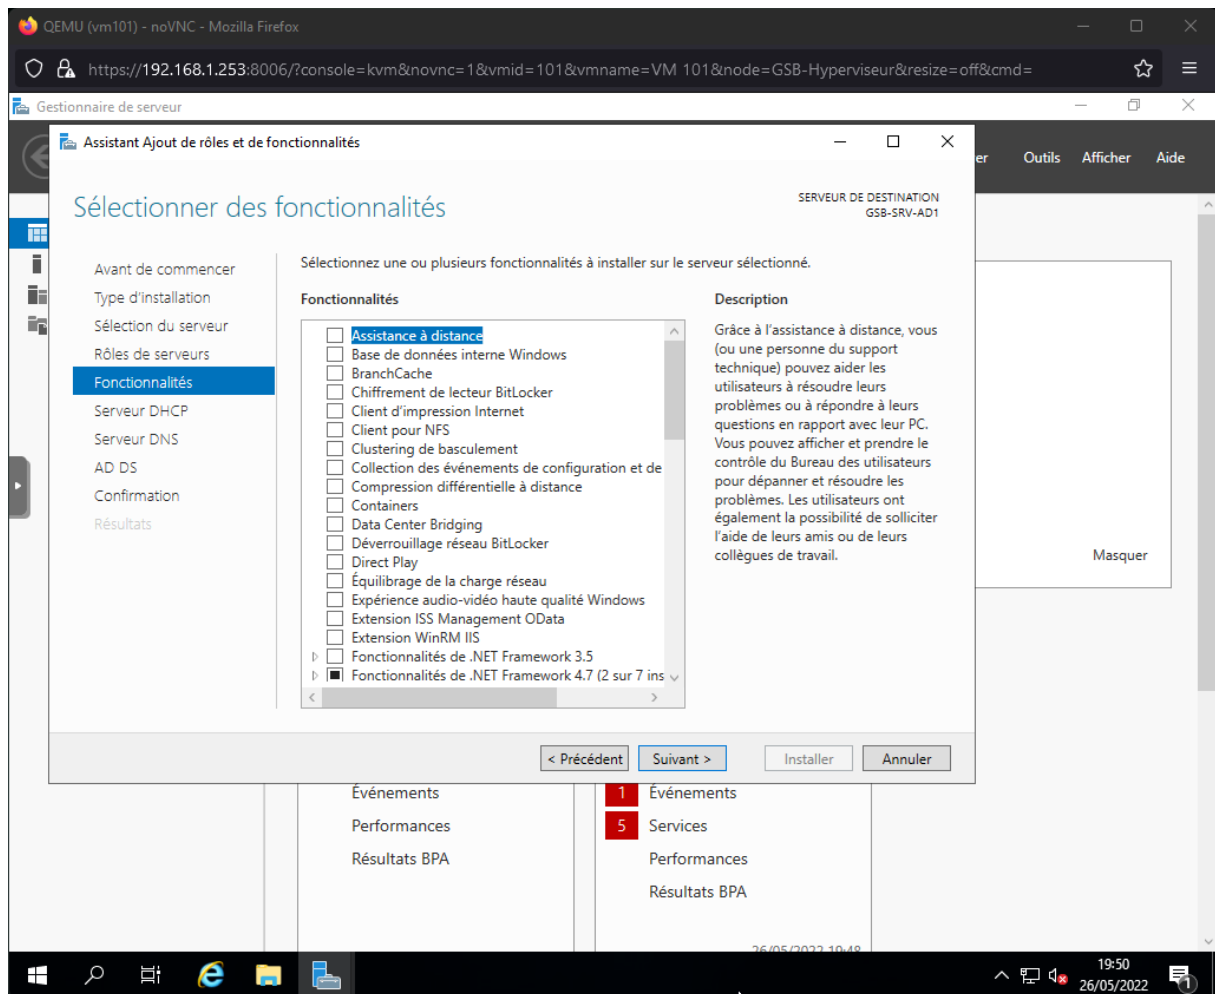 QEMU (vm101) - noVNC - Mozilla Firefox
https://192.168.1.253:8006/?console=kvm&novnc=1&vmid=101&vmname=VM 101&node=GSB-Hyperviseur&resize=off&cmd=
Gestionnaire de serveur
Assistant Ajout de rôles et de fonctionnalités
er Outils Afficher Aide
Sélectionner des fonctionnalités
SERVEUR DE DESTINATION
GSB-SRV-AD1
Avant de commencer
Type d'installation
Sélection du serveur
Rôles de serveurs
Fonctionnalités
Serveur DHCP
Serveur DNS
AD DS
Confirmation
Résultats
Sélectionnez une ou plusieurs fonctionnalités à installer sur le serveur sélectionné.
Fonctionnalités
Assistance à distance
Base de données interne Windows
BranchCache
Chiffrement de lecteur BitLocker
Client d'impression Internet
Client pour NFS
Clustering de basculement
Collection des événements de configuration et de
Compression différentielle à distance
Containers
Data Center Bridging
Déverrouillage réseau BitLocker
Direct Play
Équilibrage de la charge réseau
Expérience audio-vidéo haute qualité Windows
Extension ISS Management OData
Extension WinRM IIS
Fonctionnalités de .NET Framework 3.5
Fonctionnalités de .NET Framework 4.7 (2 sur 7 ins
Description
Grâce à l'assistance à distance, vous
(ou une personne du support
technique) pouvez aider les
utilisateurs à résoudre leurs
problèmes ou à répondre à leurs
questions en rapport avec leur PC.
Vous pouvez afficher et prendre le
contrôle du Bureau des utilisateurs
pour dépanner et résoudre les
problèmes. Les utilisateurs ont
également la possibilité de solliciter
l'aide de leurs amis ou de leurs
collègues de travail.
Masquer
< Précédent
Suivant >
Installer
Annuler
Événements
Performances
Résultats BPA
1 Événements
5 Services
Performances
Résultats BPA
26/05/2022 19:48
19:50
26/05/2022
1